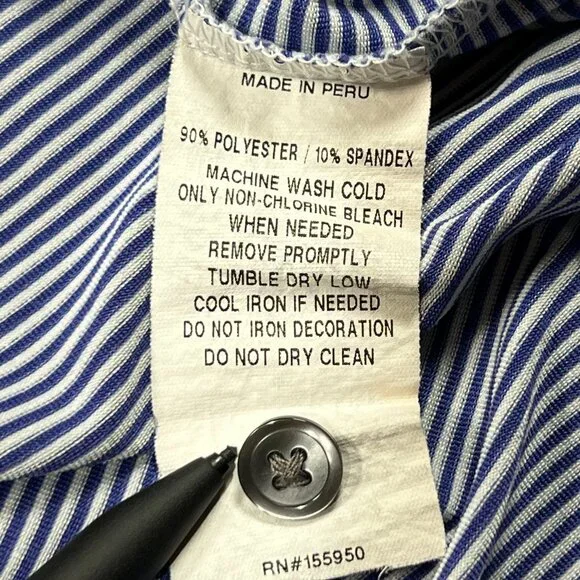 MADE IN PERU
90% POLYESTER / 10% SPANDEX
MACHINE WASH COLD
ONLY NON-CHLORINE BLEACH
WHEN NEEDED
REMOVE PROMPTLY
TUMBLE DRY LOW
COOL IRON IF NEEDED
DO NOT IRON DECORATION
DO NOT DRY CLEAN
RN#155950